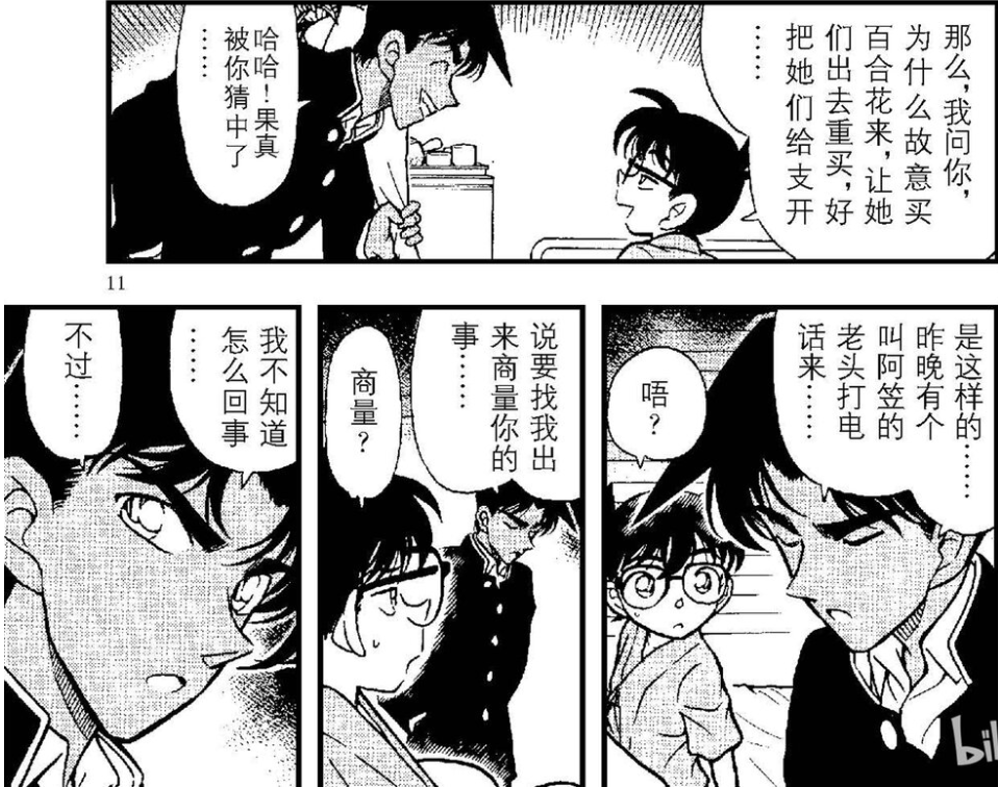 那么,我问你,
为什么故意买
百合花来,让她
们出去重买,好
把她们给支开
……
哈哈!果真
被你猜中了
……
11
是这样的……
昨晚有个
叫阿笠的
老头打电
话来……
唔?
说要找我出
来商量你的
事……
商量?
我不知道
怎么回事
……
不过……